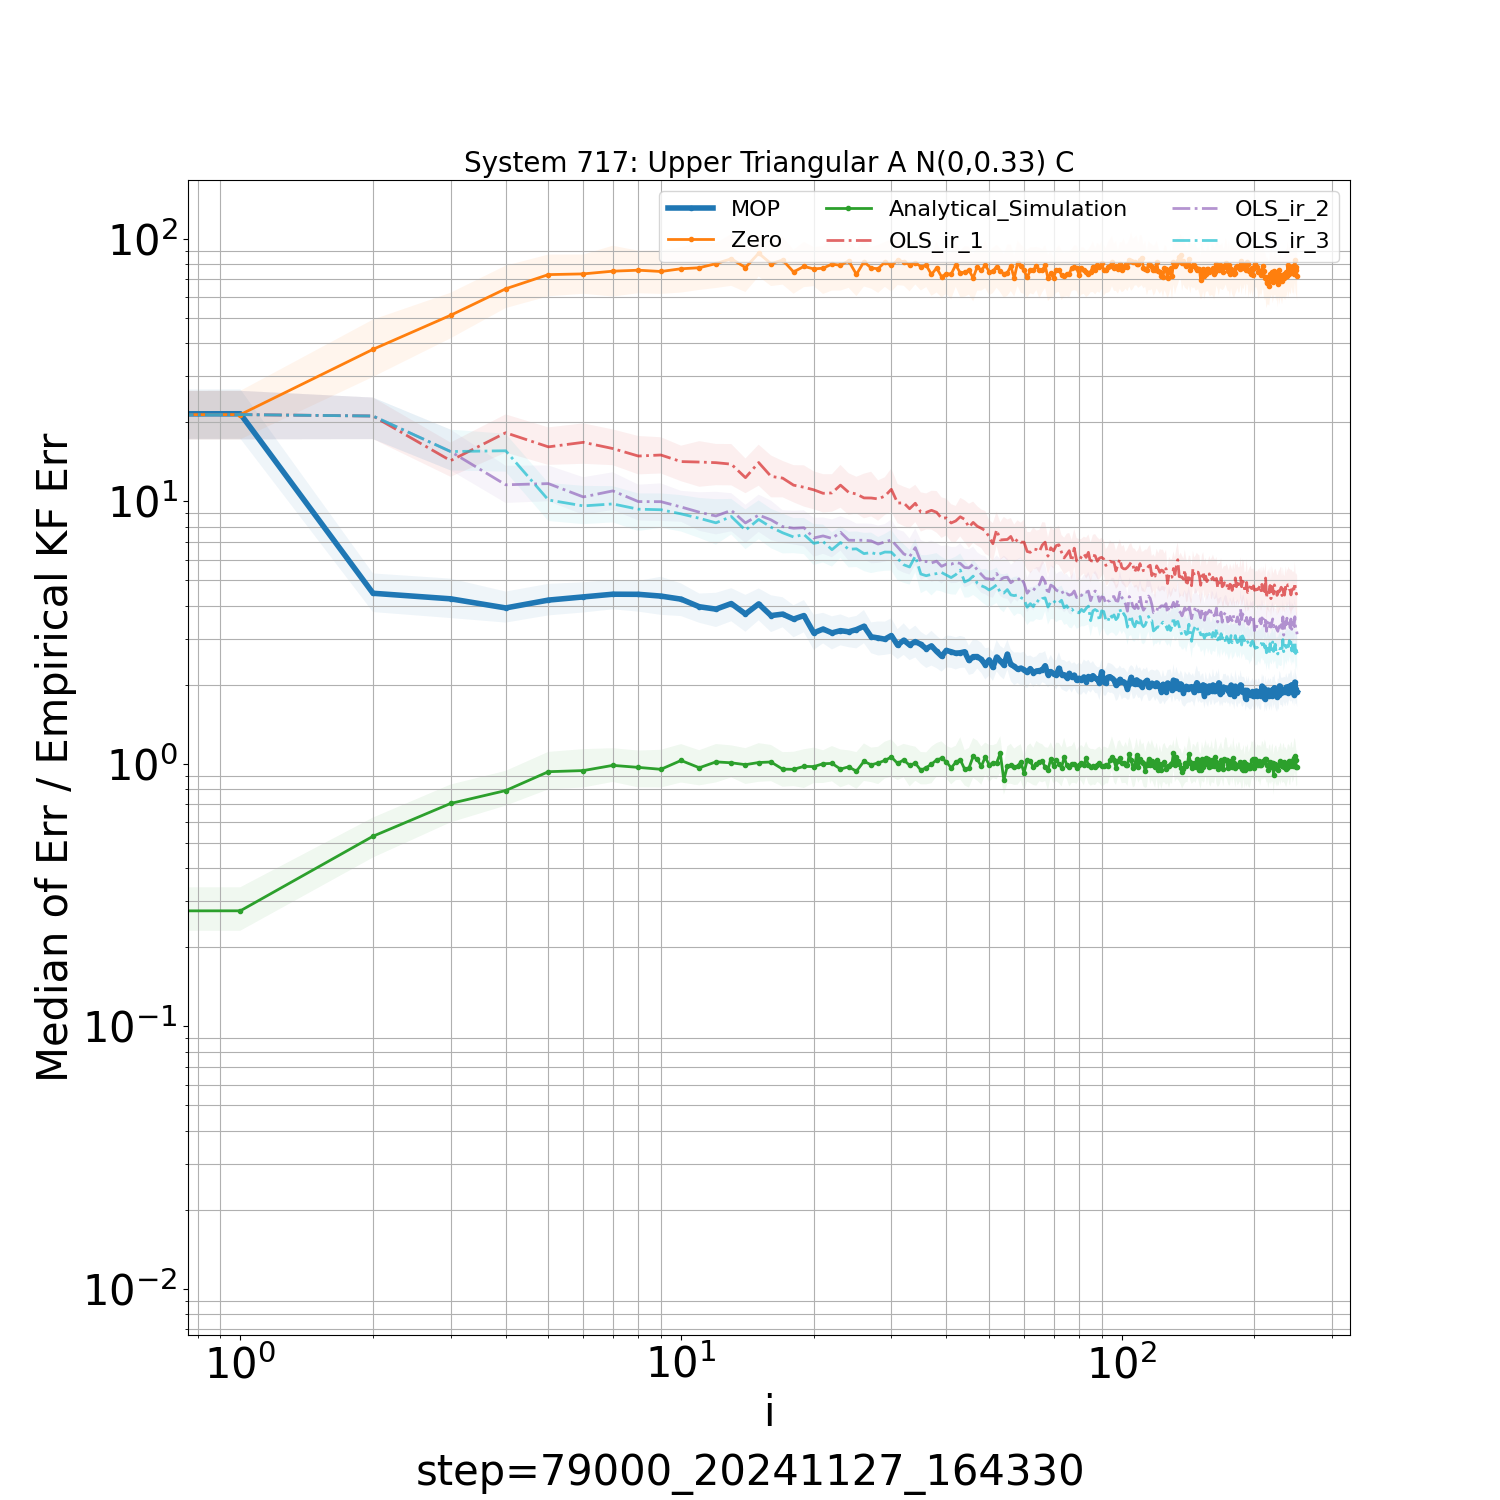 System 717: Upper Triangular A N(0,0.33) C
MOP
Zero
Analytical_Simulation
OLS_ir_1
OLS_ir_2
OLS_ir_3
Median of Err / Empirical KF Err
10²
10¹
10⁰
10⁻¹
10⁻²
10⁰
10¹
10²
i
step=79000_20241127_164330